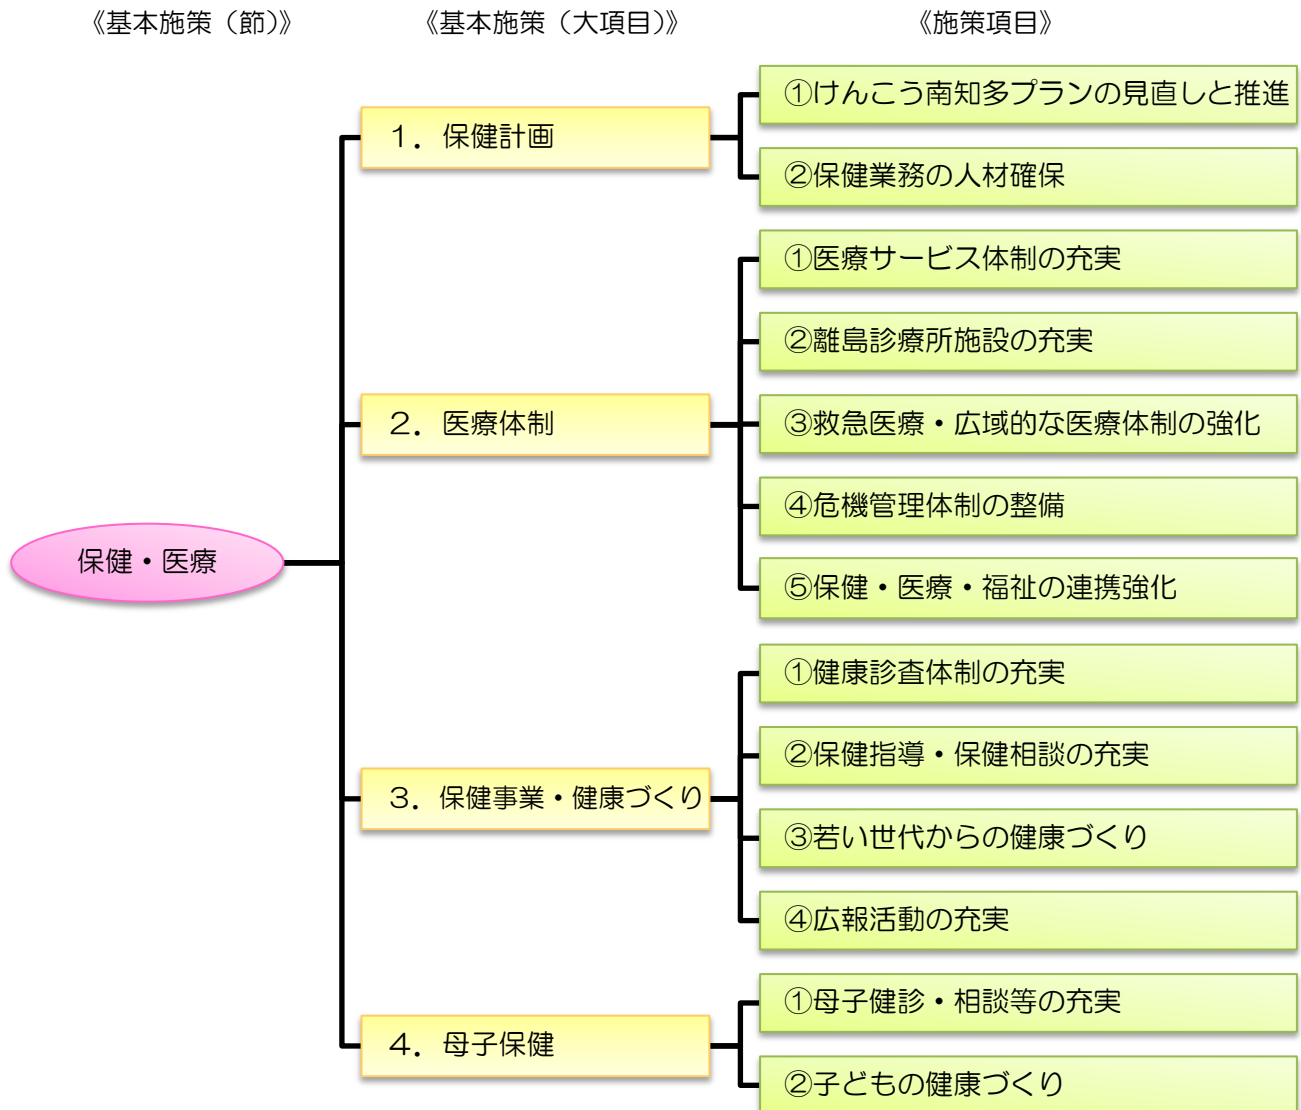 《基本施策（節）》
《基本施策（大項目）》
《施策項目》
保健・医療
１．保健計画
①けんこう南知多プランの見直しと推進
②保健業務の人材確保
２．医療体制
①医療サービス体制の充実
②離島診療所施設の充実
③救急医療・広域的な医療体制の強化
④危機管理体制の整備
⑤保健・医療・福祉の連携強化
３．保健事業・健康づくり
①健康診査体制の充実
②保健指導・保健相談の充実
③若い世代からの健康づくり
④広報活動の充実
４．母子保健
①母子健診・相談等の充実
②子どもの健康づくり